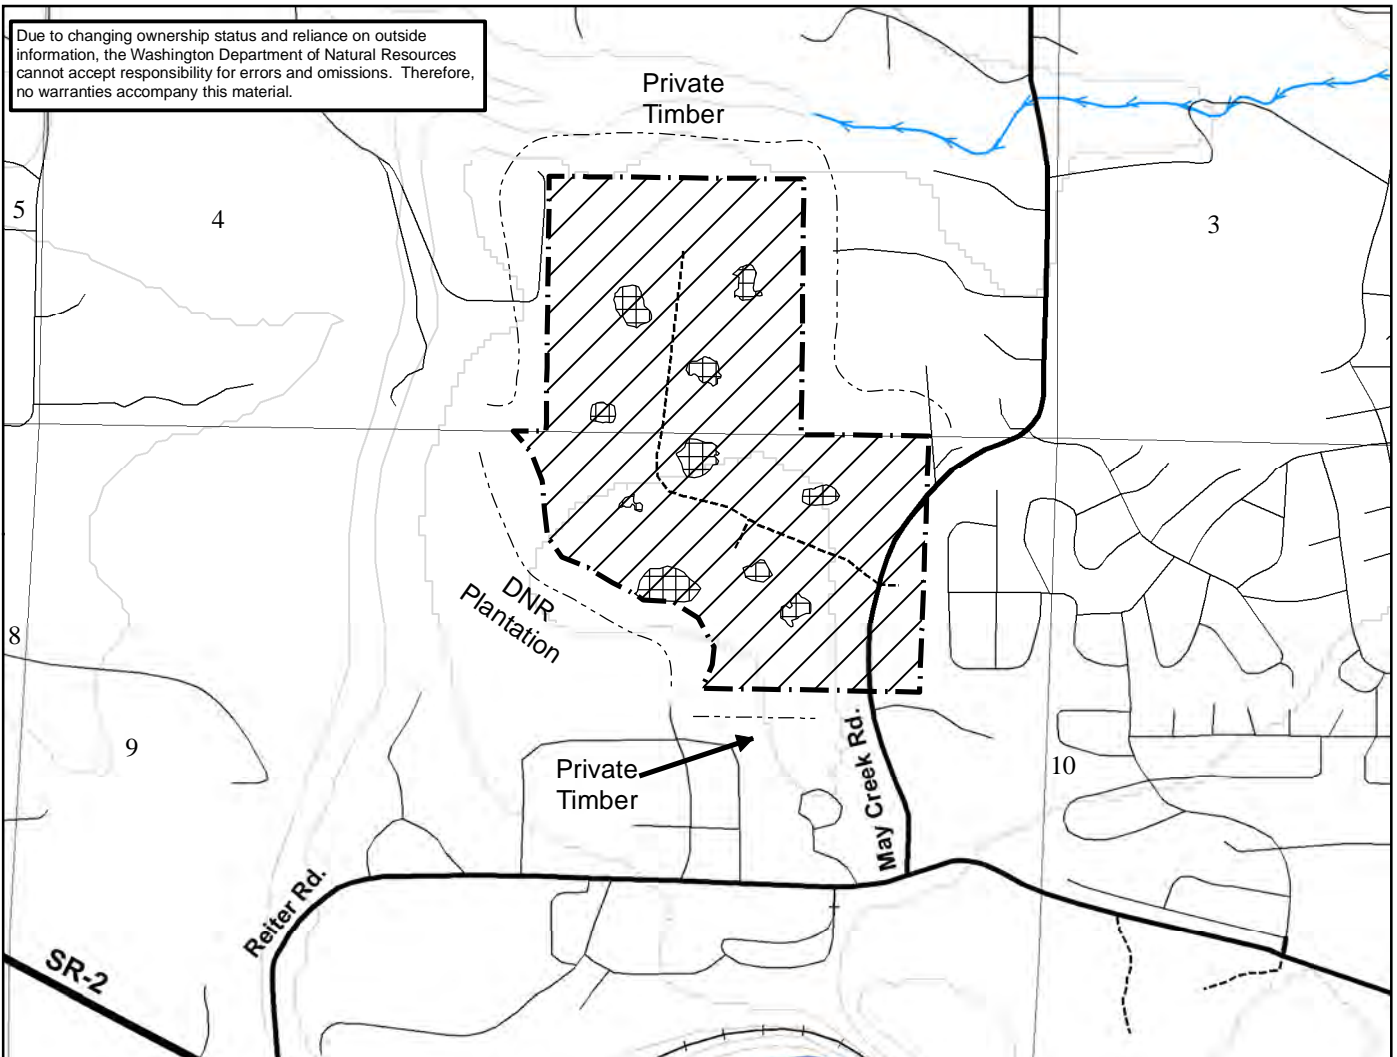 Due to changing ownership status and reliance on outside
information, the Washington Department of Natural Resources
cannot accept responsibility for errors and omissions.  Therefore,
no warranties accompany this material.
Private
Timber
5
4
3
DNR
Plantation
8
9
Private
Timber
May Creek Rd.
10
Reiter Rd.
SR-2